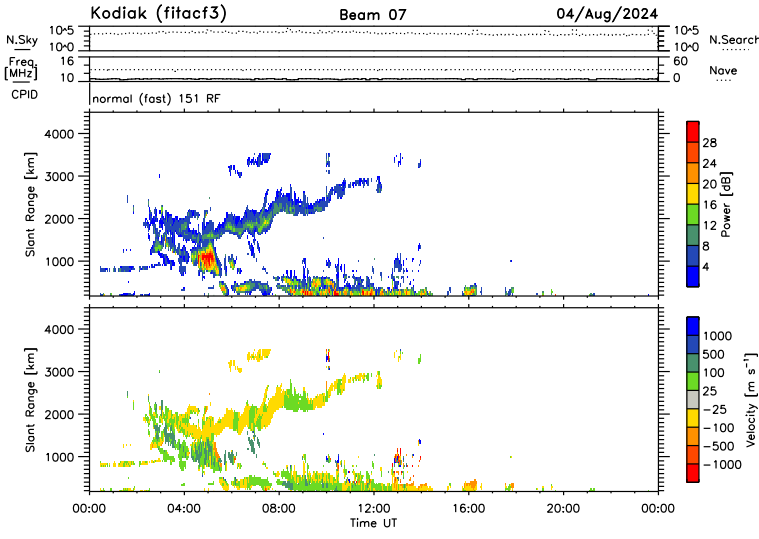 Kodiak (fitacf3) Beam 07 04/Aug/2024
N.Sky 10^5 10^0 10^5 10^0 N.Search
Freq. [MHz] 16 10 60 0 Nave
CPID normal (fast) 151 RF
Slant Range [km] 4000 3000 2000 1000
28 24 20 16 12 8 4 Power [dB]
Slant Range [km] 4000 3000 2000 1000
1000 500 100 25 −25 −100 −500 −1000 Velocity [m s⁻¹]
00:00 04:00 08:00 12:00 16:00 20:00 00:00
Time UT